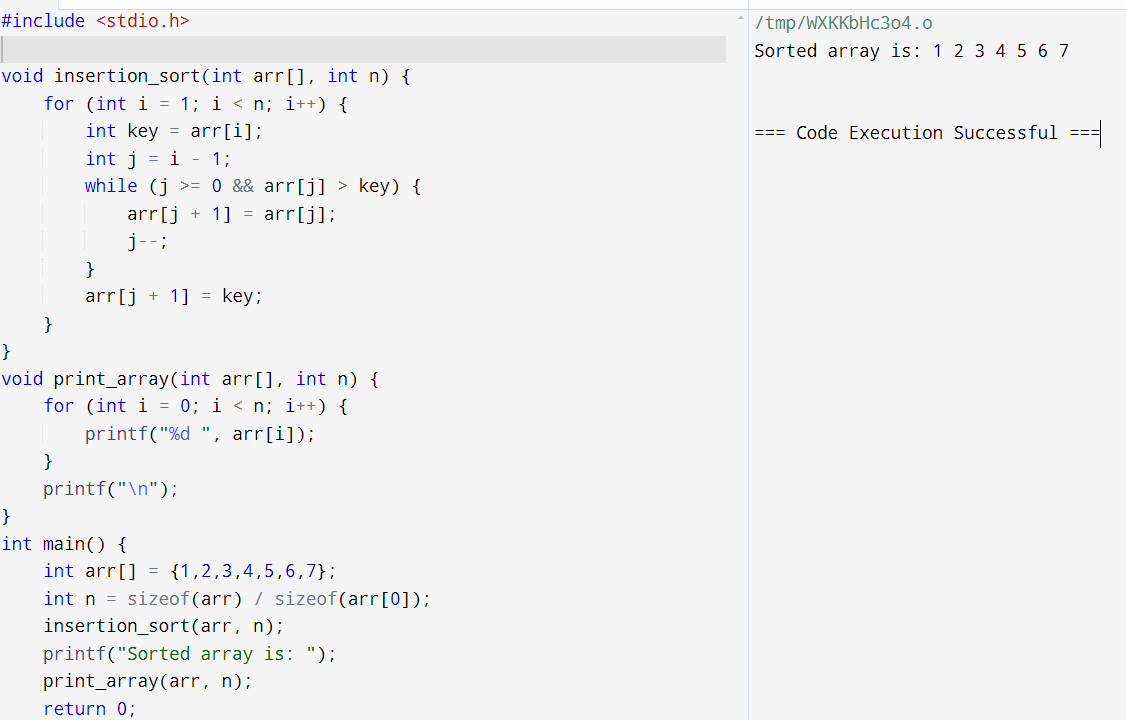 #include <stdio.h>
void insertion_sort(int arr[], int n) {
    for (int i = 1; i < n; i++) {
        int key = arr[i];
        int j = i - 1;
        while (j >= 0 && arr[j] > key) {
            arr[j + 1] = arr[j];
            j--;
        }
        arr[j + 1] = key;
    }
}
void print_array(int arr[], int n) {
    for (int i = 0; i < n; i++) {
        printf("%d ", arr[i]);
    }
    printf("\n");
}
int main() {
    int arr[] = {1,2,3,4,5,6,7};
    int n = sizeof(arr) / sizeof(arr[0]);
    insertion_sort(arr, n);
    printf("Sorted array is: ");
    print_array(arr, n);
    return 0;
/tmp/WXKKbHc3o4.o
Sorted array is: 1 2 3 4 5 6 7
=== Code Execution Successful ===